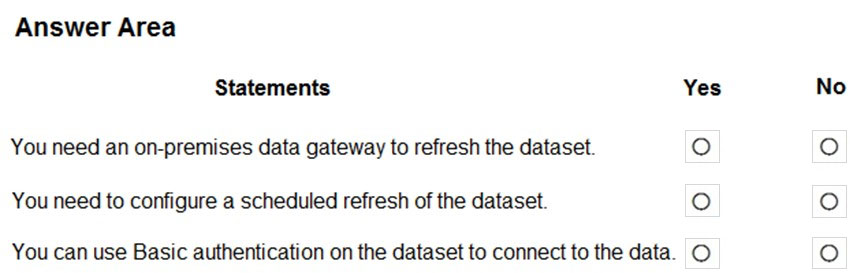 Answer Area
Statements Yes No
You need an on-premises data gateway to refresh the dataset.
You need to configure a scheduled refresh of the dataset.
You can use Basic authentication on the dataset to connect to the data.